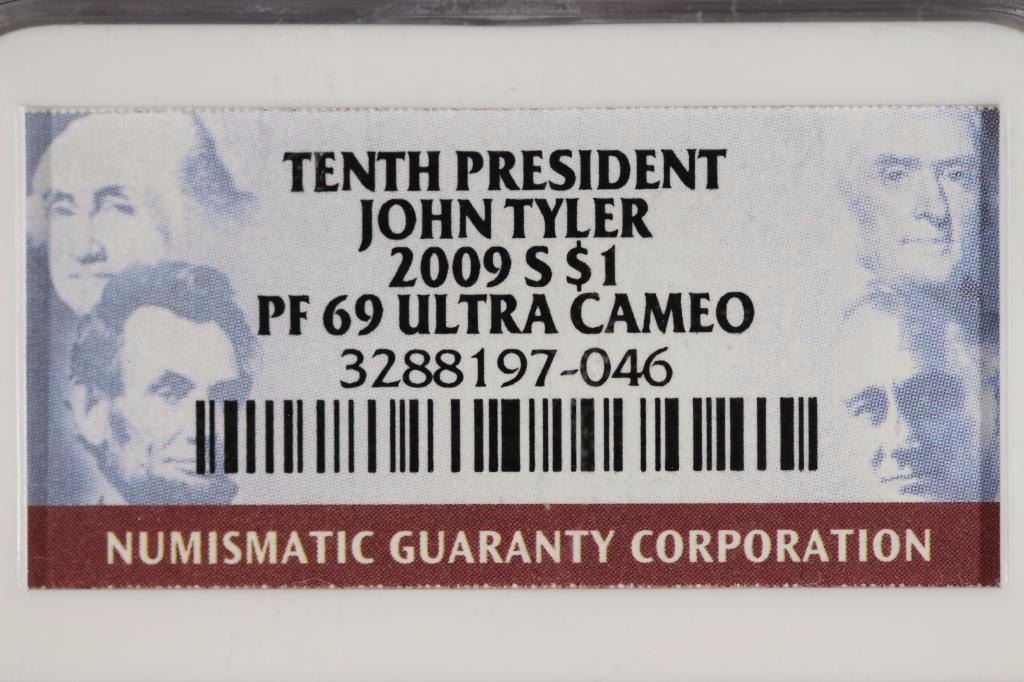 TENTH PRESIDENT
JOHN TYLER
2009 S $1
PF 69 ULTRA CAMEO
3288197-046
NUMISMATIC GUARANTY CORPORATION